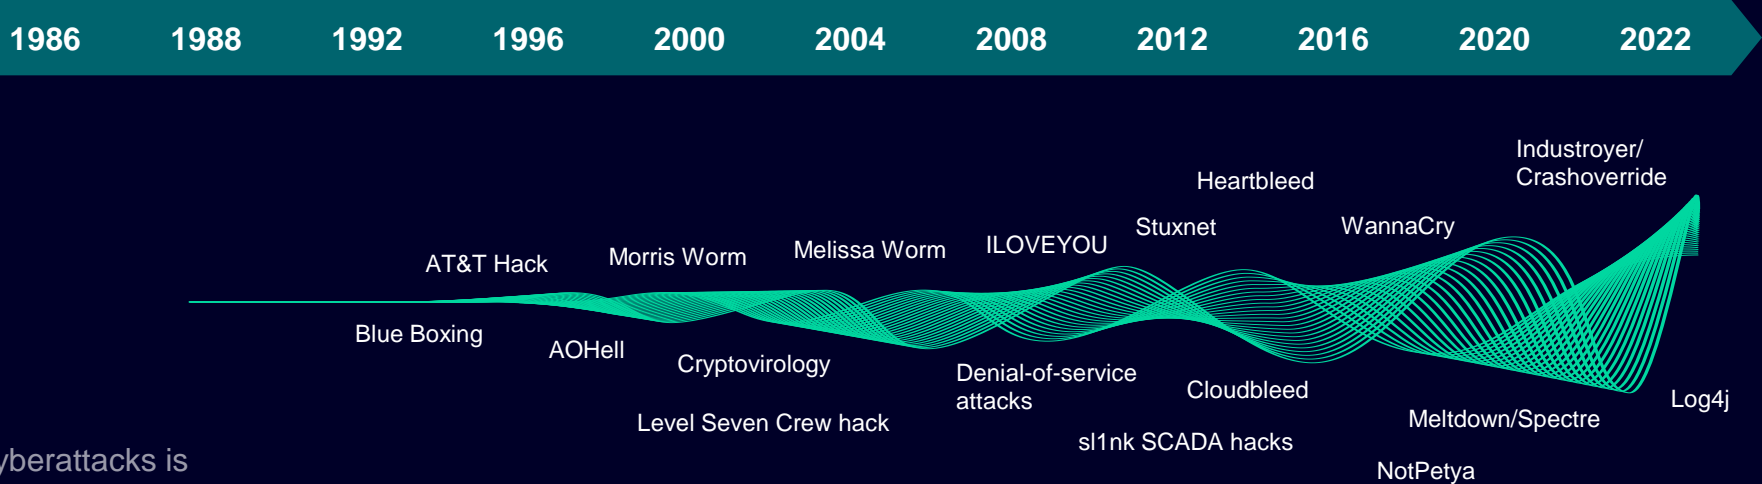 1986 1988 1992 1996 2000 2004 2008 2012 2016 2020 2022
Industroyer/
Crashoverride
Heartbleed
WannaCry
Stuxnet
ILOVEYOU
Melissa Worm
Morris Worm
AT&T Hack
Blue Boxing
AOHell
Cryptovirology
Denial-of-service
attacks
Cloudbleed
Log4j
Meltdown/Spectre
Level Seven Crew hack
sl1nk SCADA hacks
yberattacks is
NotPetya